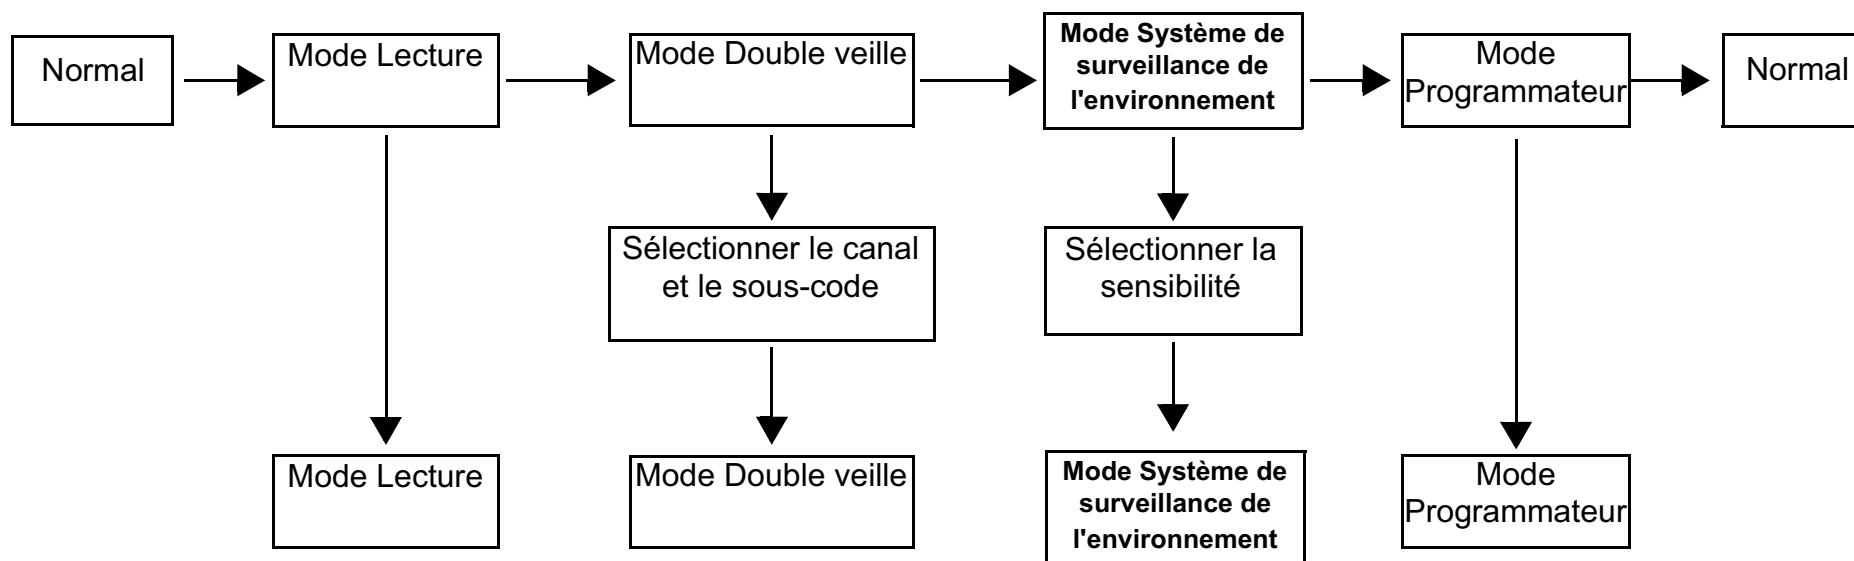 Normal
Mode Lecture
Mode Double veille
Mode Système de
surveillance de
l'environnement
Mode
Programmateur
Normal
Sélectionner le canal
et le sous-code
Sélectionner la
sensibilité
Mode Lecture
Mode Double veille
Mode Système de
surveillance de
l'environnement
Mode
Programmateur